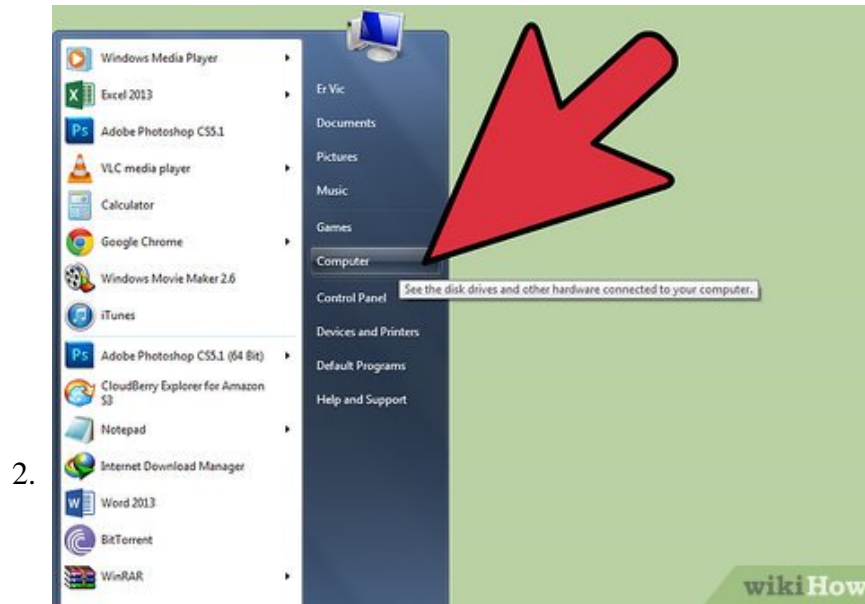 Windows Media Player
Excel 2013
Adobe Photoshop CS5.1
VLC media player
Calculator
Google Chrome
Windows Movie Maker 2.6
iTunes
Adobe Photoshop CS5.1 (64 Bit)
CloudBerry Explorer for Amazon
S3
Notepad
Internet Download Manager
Word 2013
BitTorrent
WinRAR
Er Vic
Documents
Pictures
Music
Games
Computer
See the disk drives and other hardware connected to your computer.
Control Panel
Devices and Printers
Default Programs
Help and Support
2.
wikiHow